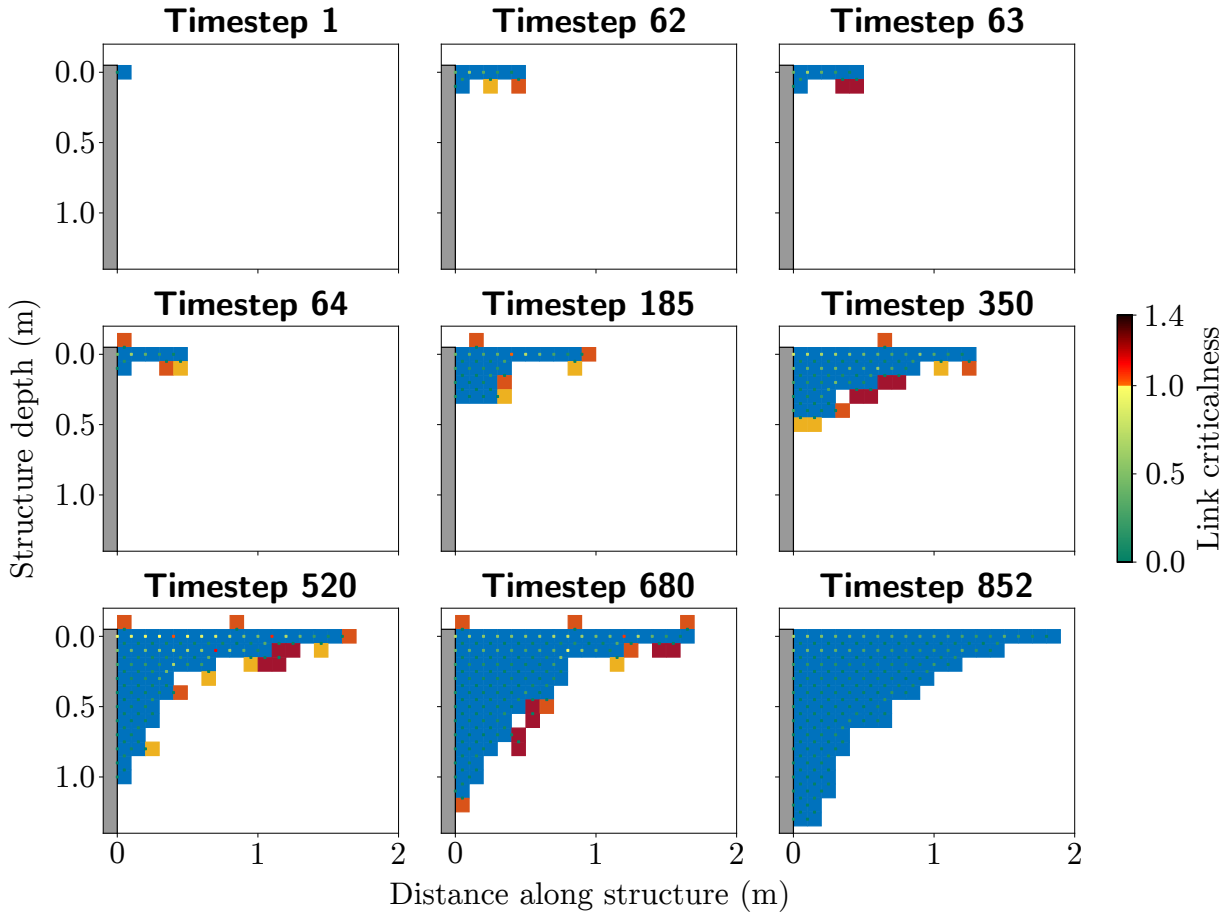 Timestep 1
Timestep 62
Timestep 63
0.0
0.5
1.0
Timestep 64
Timestep 185
Timestep 350
0.0
0.5
1.0
Timestep 520
Timestep 680
Timestep 852
0.0
0.5
1.0
0
1
2
0
1
2
0
1
2
Structure depth (m)
Distance along structure (m)
1.4
1.0
0.5
0.0
Link criticalness